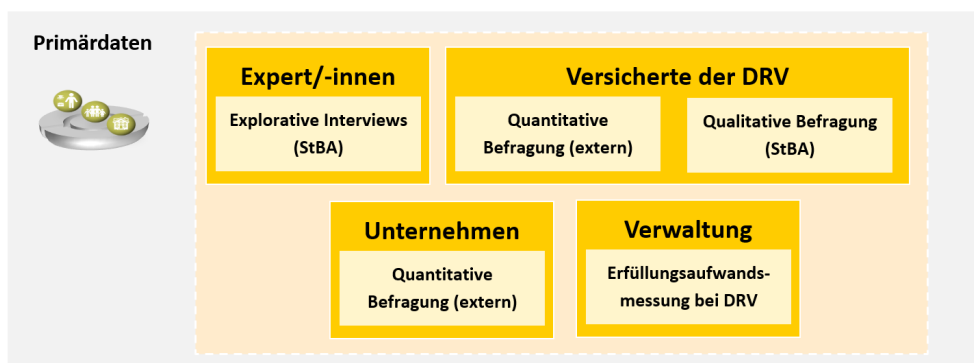 Primärdaten
Expert/-innen
Explorative Interviews
(StBA)
Versicherte der DRV
Quantitative
Befragung (extern)
Qualitative Befragung
(StBA)
Unternehmen
Quantitative
Befragung (extern)
Verwaltung
Erfüllungsaufwands-
messung bei DRV